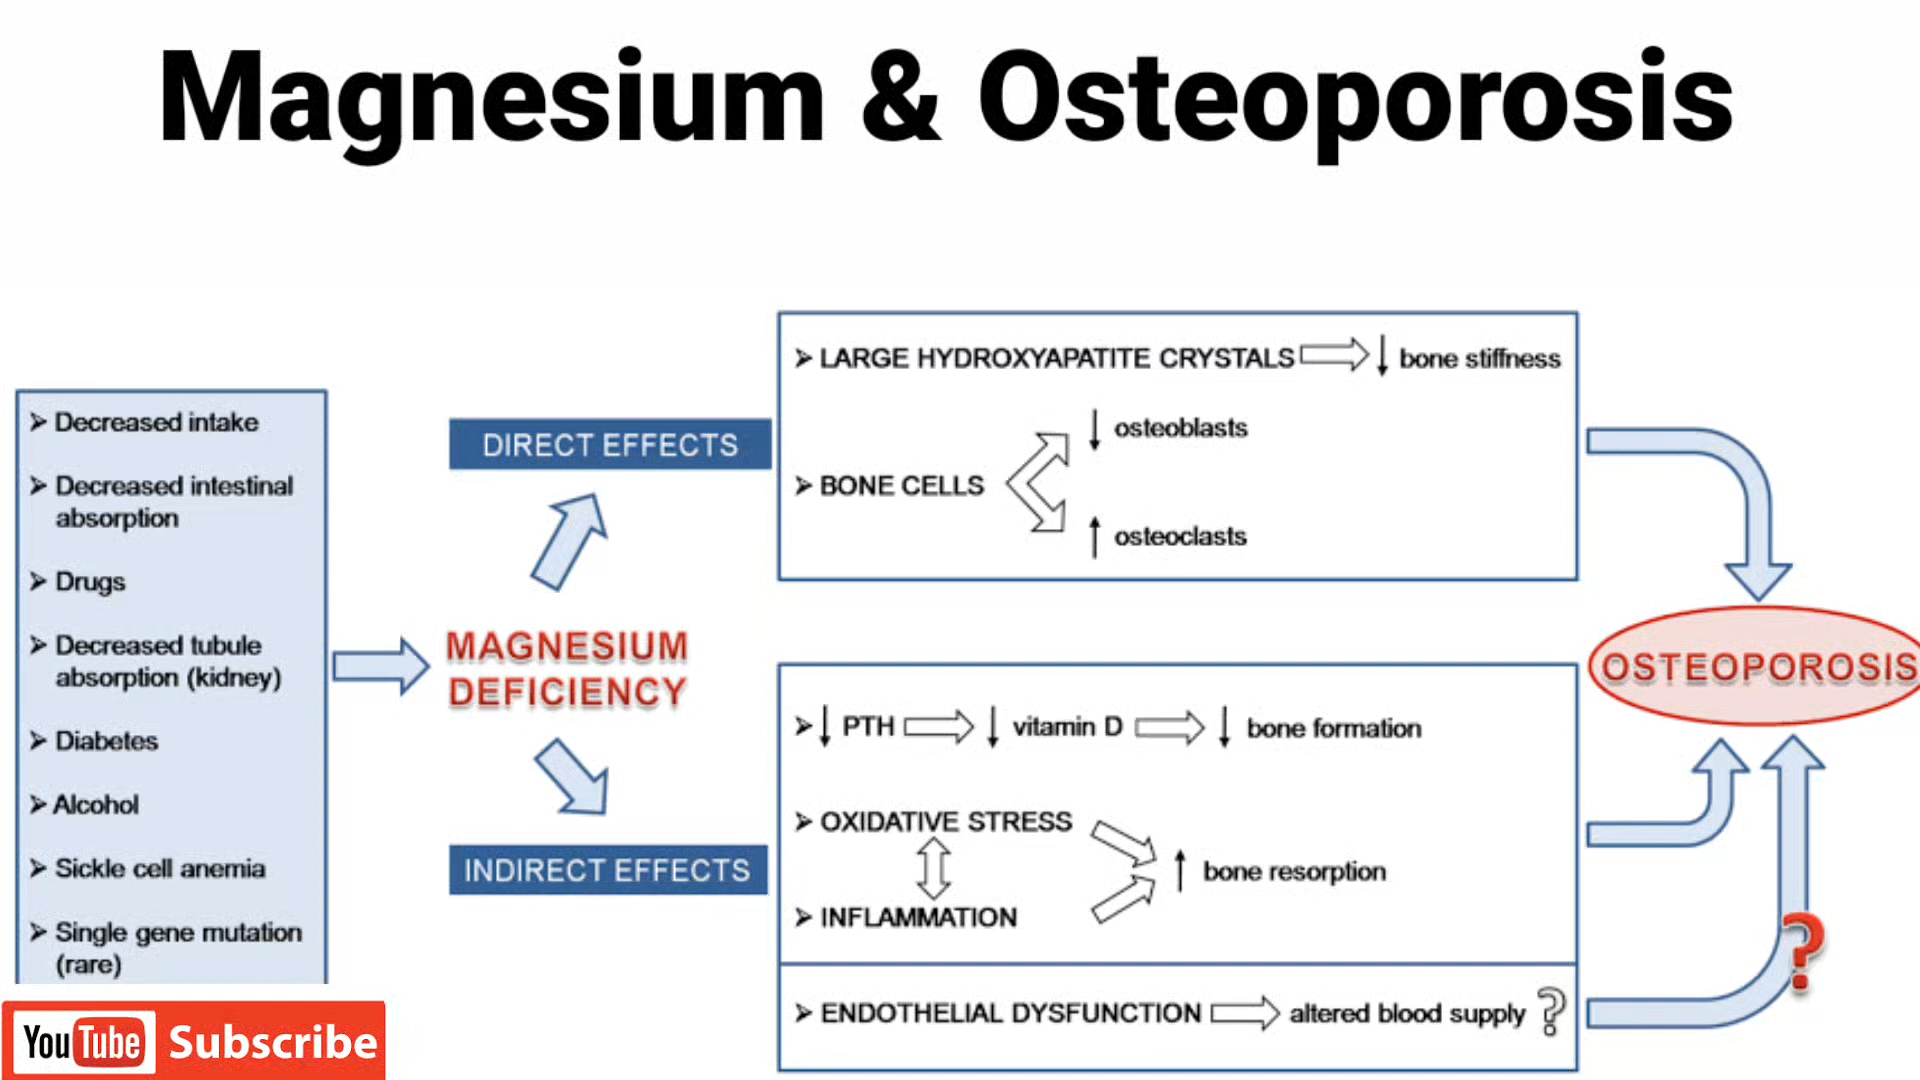 Magnesium & Osteoporosis
➤ Decreased intake
➤ Decreased intestinal
absorption
➤ Drugs
➤ Decreased tubule
absorption (kidney)
➤ Diabetes
➤ Alcohol
➤ Sickle cell anemia
➤ Single gene mutation
(rare)
MAGNESIUM
DEFICIENCY
DIRECT EFFECTS
➤ LARGE HYDROXYAPATITE CRYSTALS ⇨ ↓ bone stiffness
➤ BONE CELLS
↓ osteoblasts
↑ osteoclasts
INDIRECT EFFECTS
➤ ↓ PTH ⇨ ↓ vitamin D ⇨ ↓ bone formation
➤ OXIDATIVE STRESS
➤ INFLAMMATION
↑ bone resorption
➤ ENDOTHELIAL DYSFUNCTION ⇨ altered blood supply ?
OSTEOPOROSIS
?
YouTube Subscribe